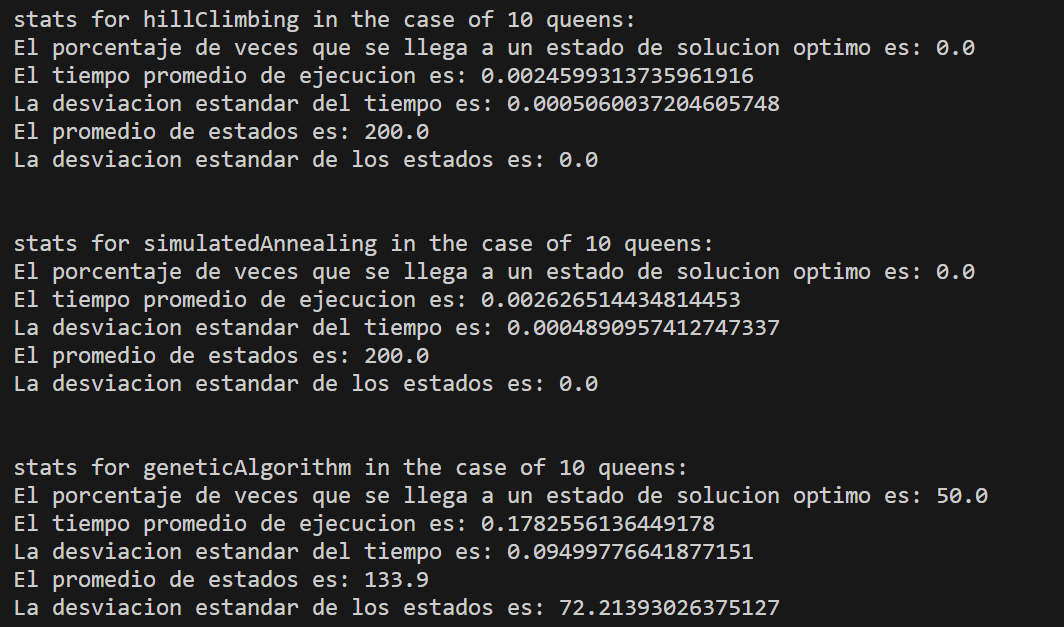 stats for hillClimbing in the case of 10 queens:
El porcentaje de veces que se llega a un estado de solucion optimo es: 0.0
El tiempo promedio de ejecucion es: 0.0024599313735961916
La desviacion estandar del tiempo es: 0.0005060037204605748
El promedio de estados es: 200.0
La desviacion estandar de los estados es: 0.0
stats for simulatedAnnealing in the case of 10 queens:
El porcentaje de veces que se llega a un estado de solucion optimo es: 0.0
El tiempo promedio de ejecucion es: 0.002626514434814453
La desviacion estandar del tiempo es: 0.0004890957412747337
El promedio de estados es: 200.0
La desviacion estandar de los estados es: 0.0
stats for geneticAlgorithm in the case of 10 queens:
El porcentaje de veces que se llega a un estado de solucion optimo es: 50.0
El tiempo promedio de ejecucion es: 0.1782556136449178
La desviacion estandar del tiempo es: 0.09499776641877151
El promedio de estados es: 133.9
La desviacion estandar de los estados es: 72.21393026375127